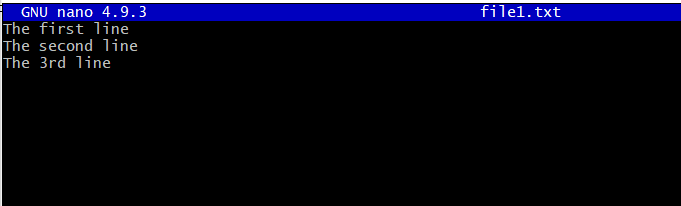 GNU nano 4.9.3 file1.txt
The first line
The second line
The 3rd line